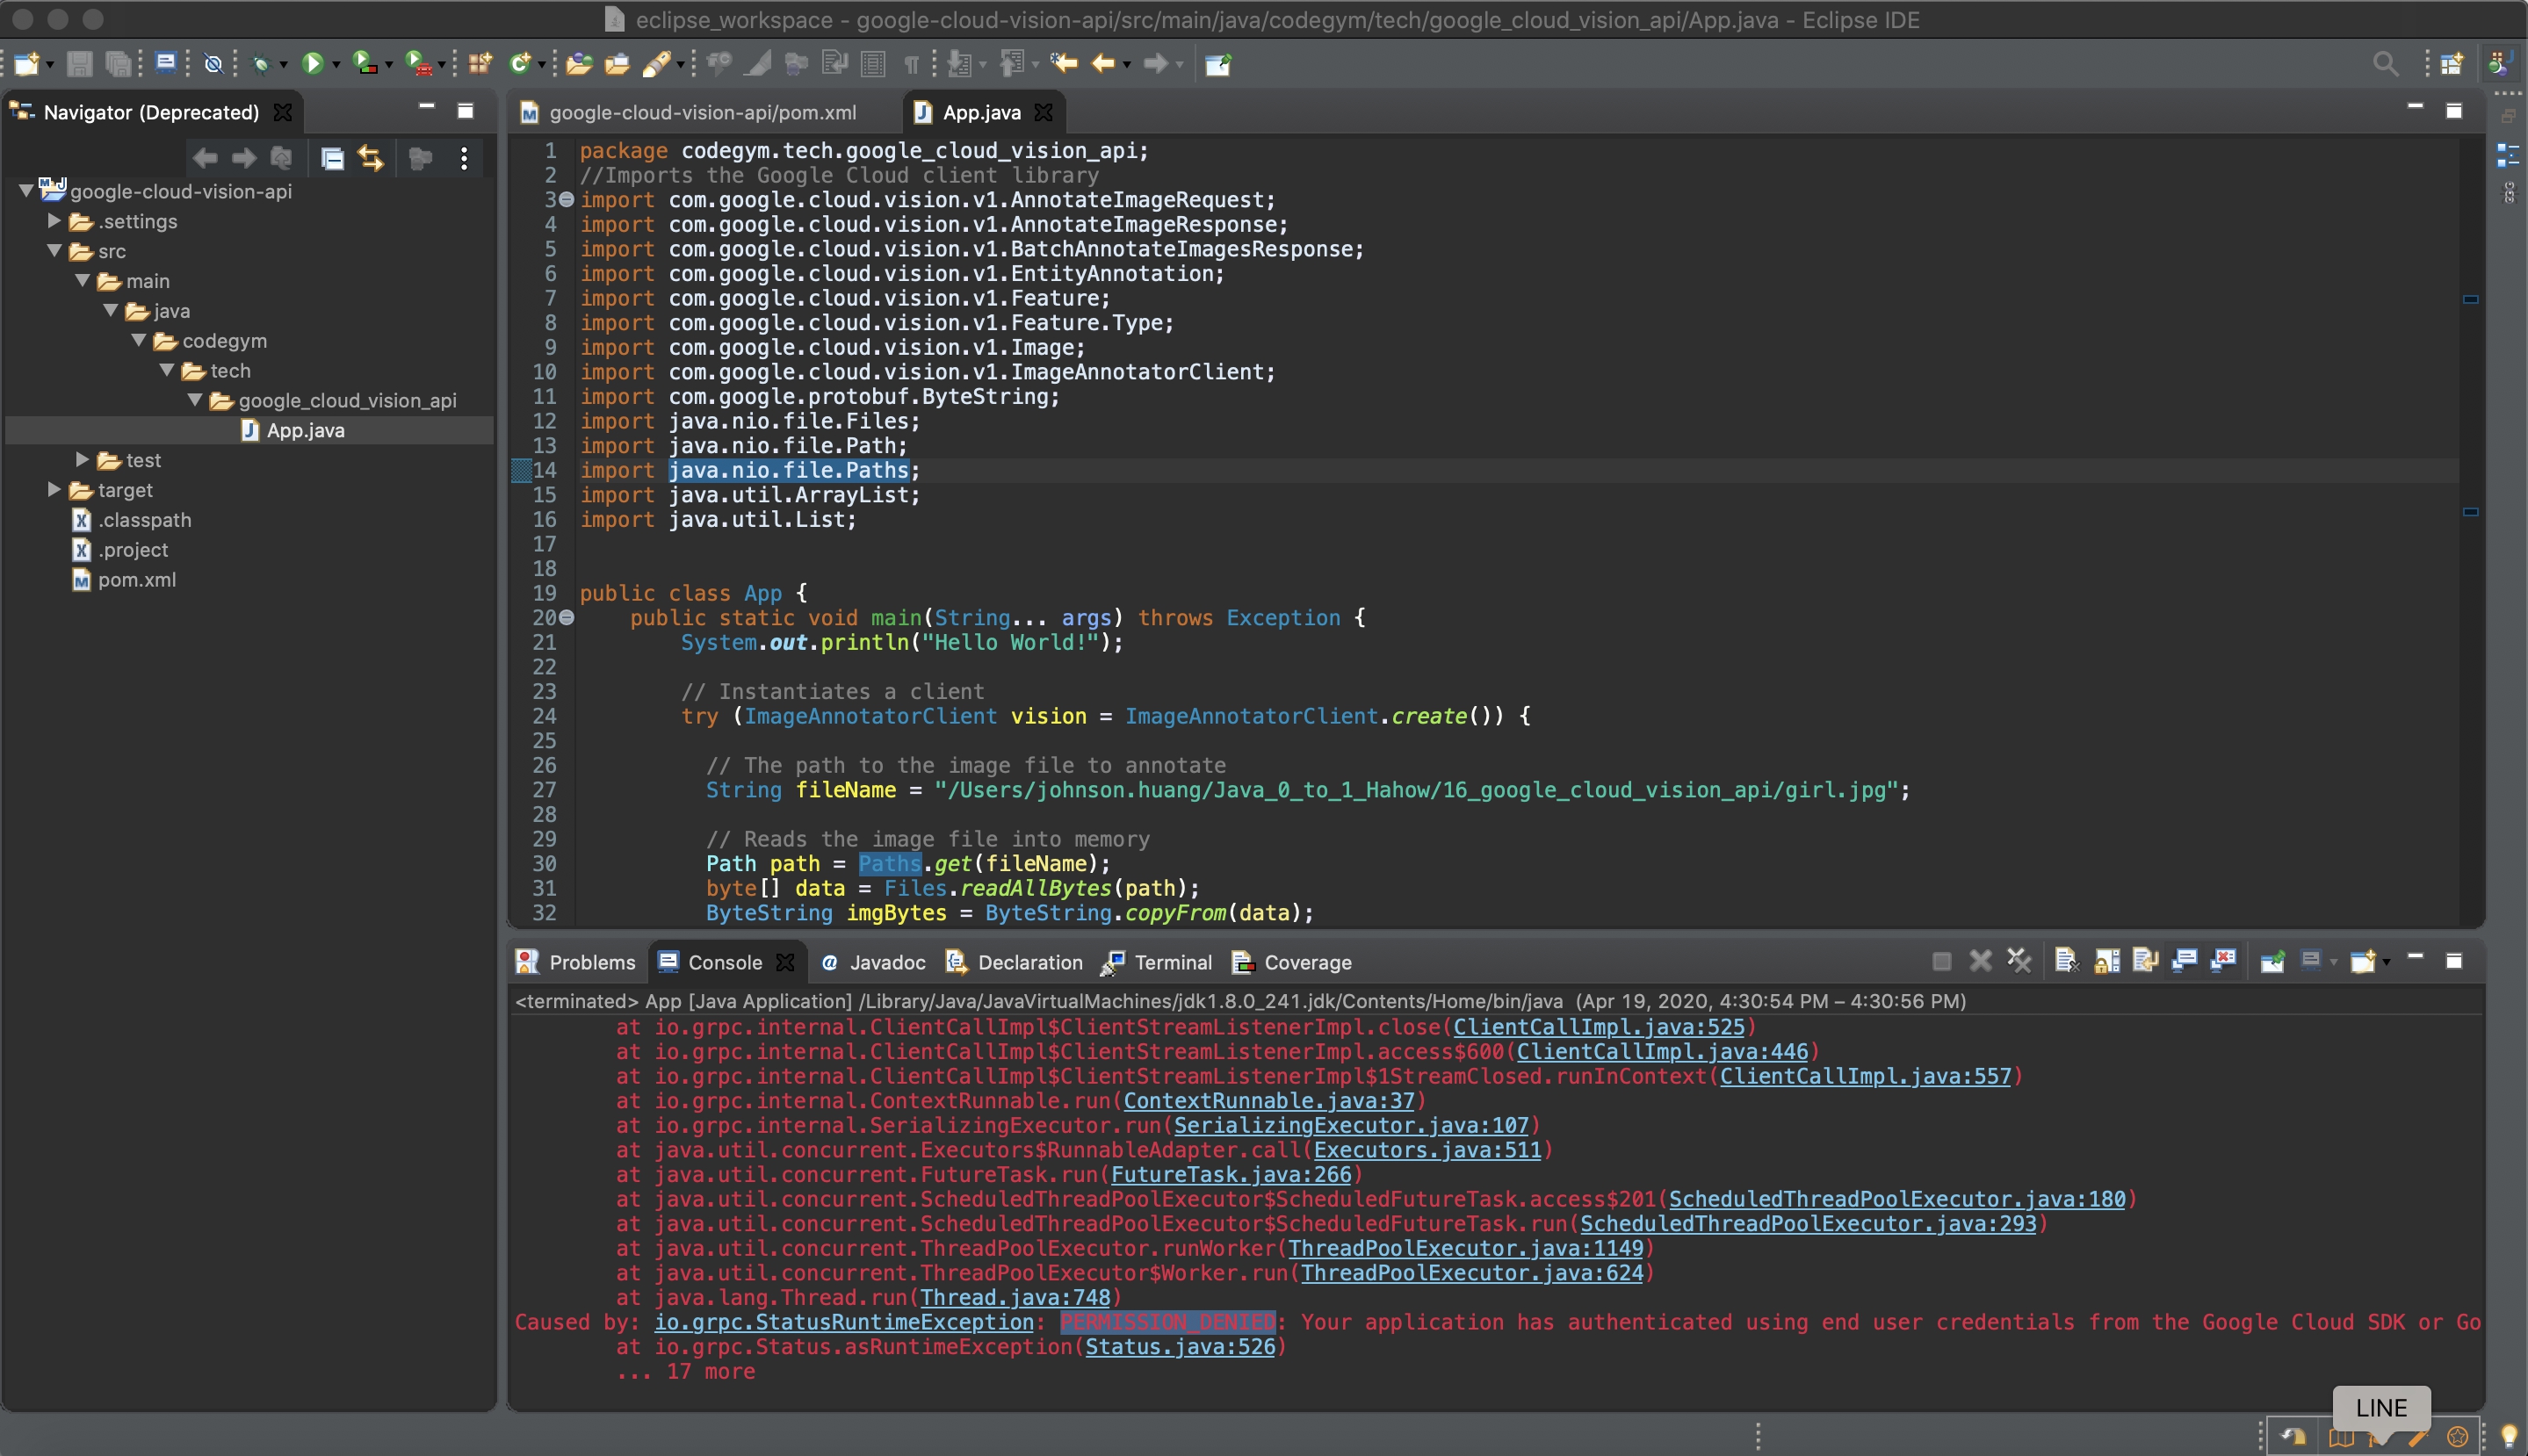 eclipse_workspace - google-cloud-vision-api/src/main/java/codegym/tech/google_cloud_vision_api/App.java - Eclipse IDE
Navigator (Deprecated)
google-cloud-vision-api
.settings
src
main
java
codegym
tech
google_cloud_vision_api
App.java
test
target
.classpath
.project
pom.xml
google-cloud-vision-api/pom.xml App.java
1 package codegym.tech.google_cloud_vision_api;
2 //Imports the Google Cloud client library
3 import com.google.cloud.vision.v1.AnnotateImageRequest;
4 import com.google.cloud.vision.v1.AnnotateImageResponse;
5 import com.google.cloud.vision.v1.BatchAnnotateImagesResponse;
6 import com.google.cloud.vision.v1.EntityAnnotation;
7 import com.google.cloud.vision.v1.Feature;
8 import com.google.cloud.vision.v1.Feature.Type;
9 import com.google.cloud.vision.v1.Image;
10 import com.google.cloud.vision.v1.ImageAnnotatorClient;
11 import com.google.protobuf.ByteString;
12 import java.nio.file.Files;
13 import java.nio.file.Path;
14 import java.nio.file.Paths;
15 import java.util.ArrayList;
16 import java.util.List;
17
18
19 public class App {
20 public static void main(String... args) throws Exception {
21 System.out.println("Hello World!");
22
23 // Instantiates a client
24 try (ImageAnnotatorClient vision = ImageAnnotatorClient.create()) {
25
26 // The path to the image file to annotate
27 String fileName = "/Users/johnson.huang/Java_0_to_1_Hahow/16_google_cloud_vision_api/girl.jpg";
28
29 // Reads the image file into memory
30 Path path = Paths.get(fileName);
31 byte[] data = Files.readAllBytes(path);
32 ByteString imgBytes = ByteString.copyFrom(data);
Problems Console Javadoc Declaration Terminal Coverage
<terminated> App [Java Application] /Library/Java/JavaVirtualMachines/jdk1.8.0_241.jdk/Contents/Home/bin/java (Apr 19, 2020, 4:30:54 PM – 4:30:56 PM)
at io.grpc.internal.ClientCallImpl$ClientStreamListenerImpl.close(ClientCallImpl.java:525)
at io.grpc.internal.ClientCallImpl$ClientStreamListenerImpl.access$600(ClientCallImpl.java:446)
at io.grpc.internal.ClientCallImpl$ClientStreamListenerImpl$1StreamClosed.runInContext(ClientCallImpl.java:557)
at io.grpc.internal.ContextRunnable.run(ContextRunnable.java:37)
at io.grpc.internal.SerializingExecutor.run(SerializingExecutor.java:107)
at java.util.concurrent.Executors$RunnableAdapter.call(Executors.java:511)
at java.util.concurrent.FutureTask.run(FutureTask.java:266)
at java.util.concurrent.ScheduledThreadPoolExecutor$ScheduledFutureTask.access$201(ScheduledThreadPoolExecutor.java:180)
at java.util.concurrent.ScheduledThreadPoolExecutor$ScheduledFutureTask.run(ScheduledThreadPoolExecutor.java:293)
at java.util.concurrent.ThreadPoolExecutor.runWorker(ThreadPoolExecutor.java:1149)
at java.util.concurrent.ThreadPoolExecutor$Worker.run(ThreadPoolExecutor.java:624)
at java.lang.Thread.run(Thread.java:748)
Caused by: io.grpc.StatusRuntimeException: PERMISSION_DENIED: Your application has authenticated using end user credentials from the Google Cloud SDK or Go
at io.grpc.Status.asRuntimeException(Status.java:526)
... 17 more
LINE